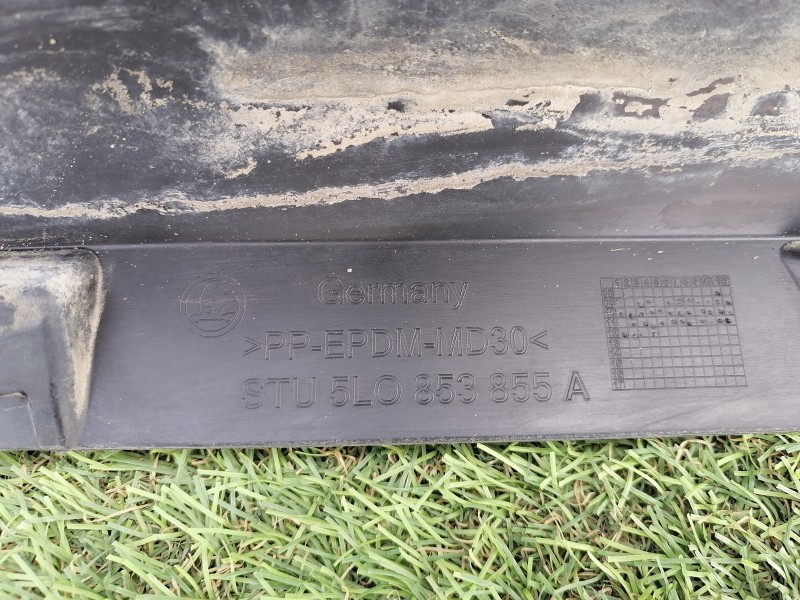 Germany
>PP-EPDM-MD30<
STU 5L0 853 855 A